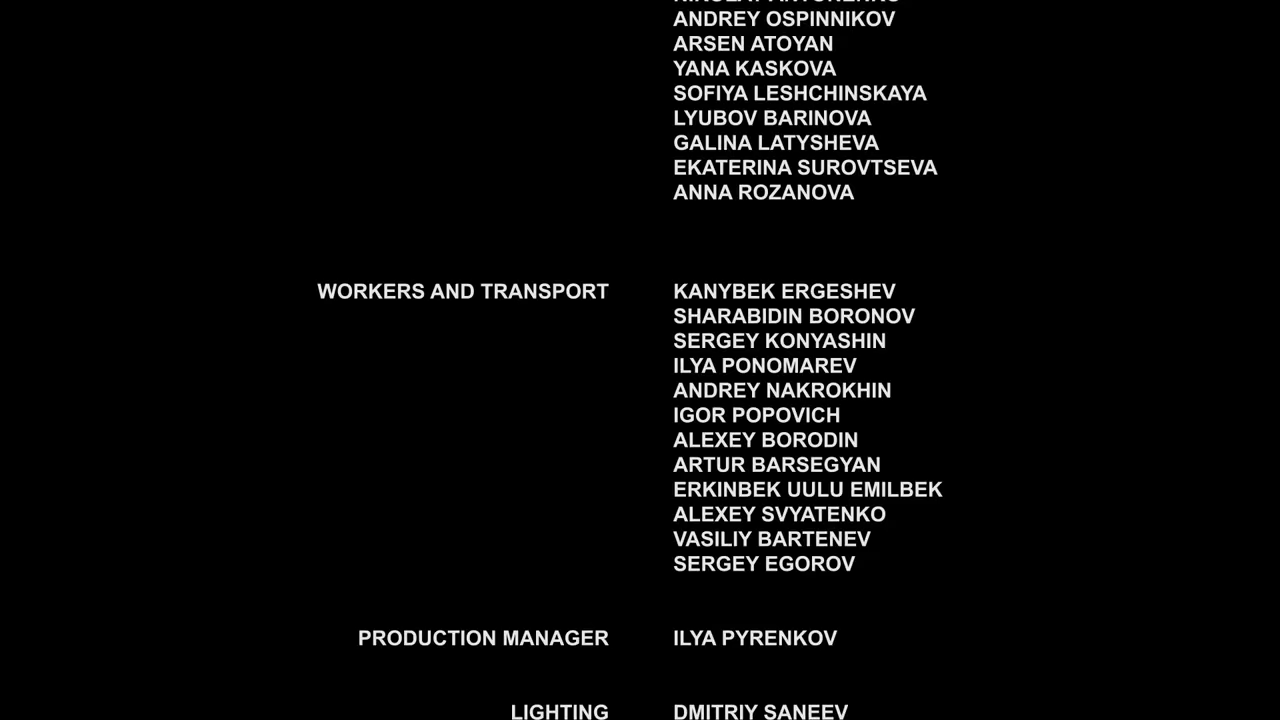 ANDREY OSPINNIKOV
ARSEN ATOYAN
YANA KASKOVA
SOFIYA LESHCHINSKAYA
LYUBOV BARINOVA
GALINA LATYSHEVA
EKATERINA SUROVTSEVA
ANNA ROZANOVA
WORKERS AND TRANSPORT KANYBEK ERGESHEV
SHARABIDIN BORONOV
SERGEY KONYASHIN
ILYA PONOMAREV
ANDREY NAKROKHIN
IGOR POPOVICH
ALEXEY BORODIN
ARTUR BARSEGYAN
ERKINBEK UULU EMILBEK
ALEXEY SVYATENKO
VASILIY BARTENEV
SERGEY EGOROV
PRODUCTION MANAGER ILYA PYRENKOV
LIGHTING DMITRIY SANEEV